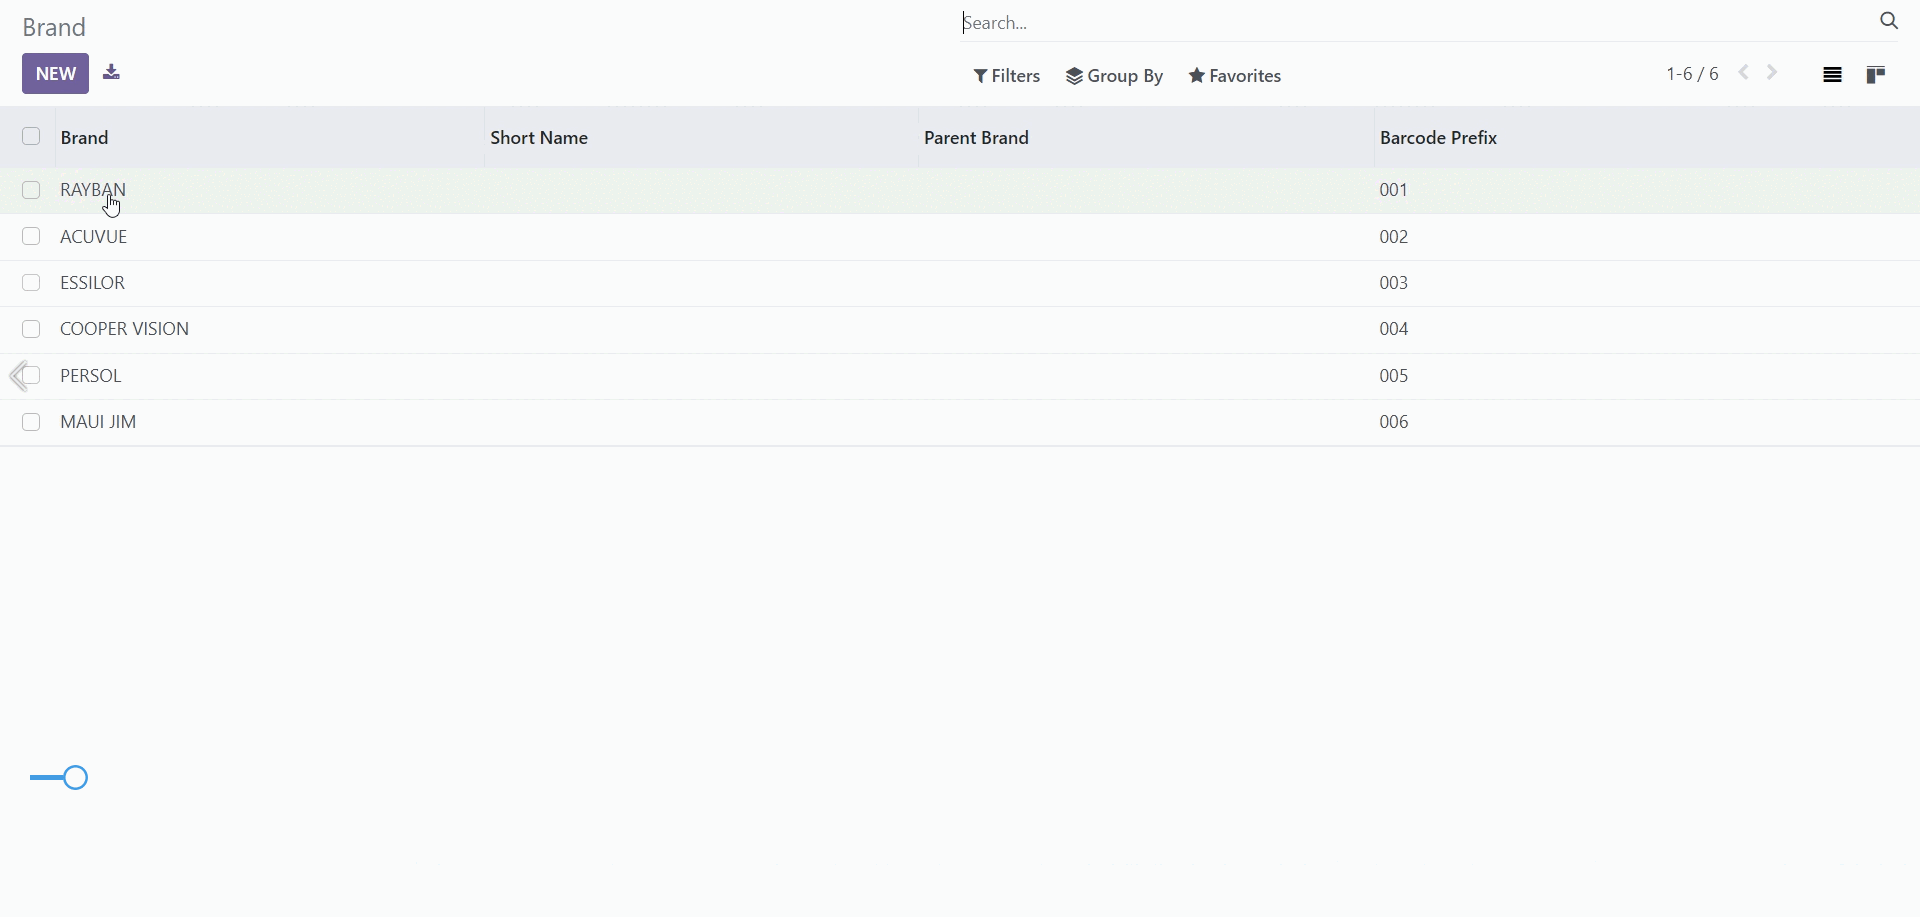 Brand
Search...
NEW
Filters Group By Favorites
1-6 / 6
Brand Short Name Parent Brand Barcode Prefix
RAYBAN 001
ACUVUE 002
ESSILOR 003
COOPER VISION 004
PERSOL 005
MAUI JIM 006